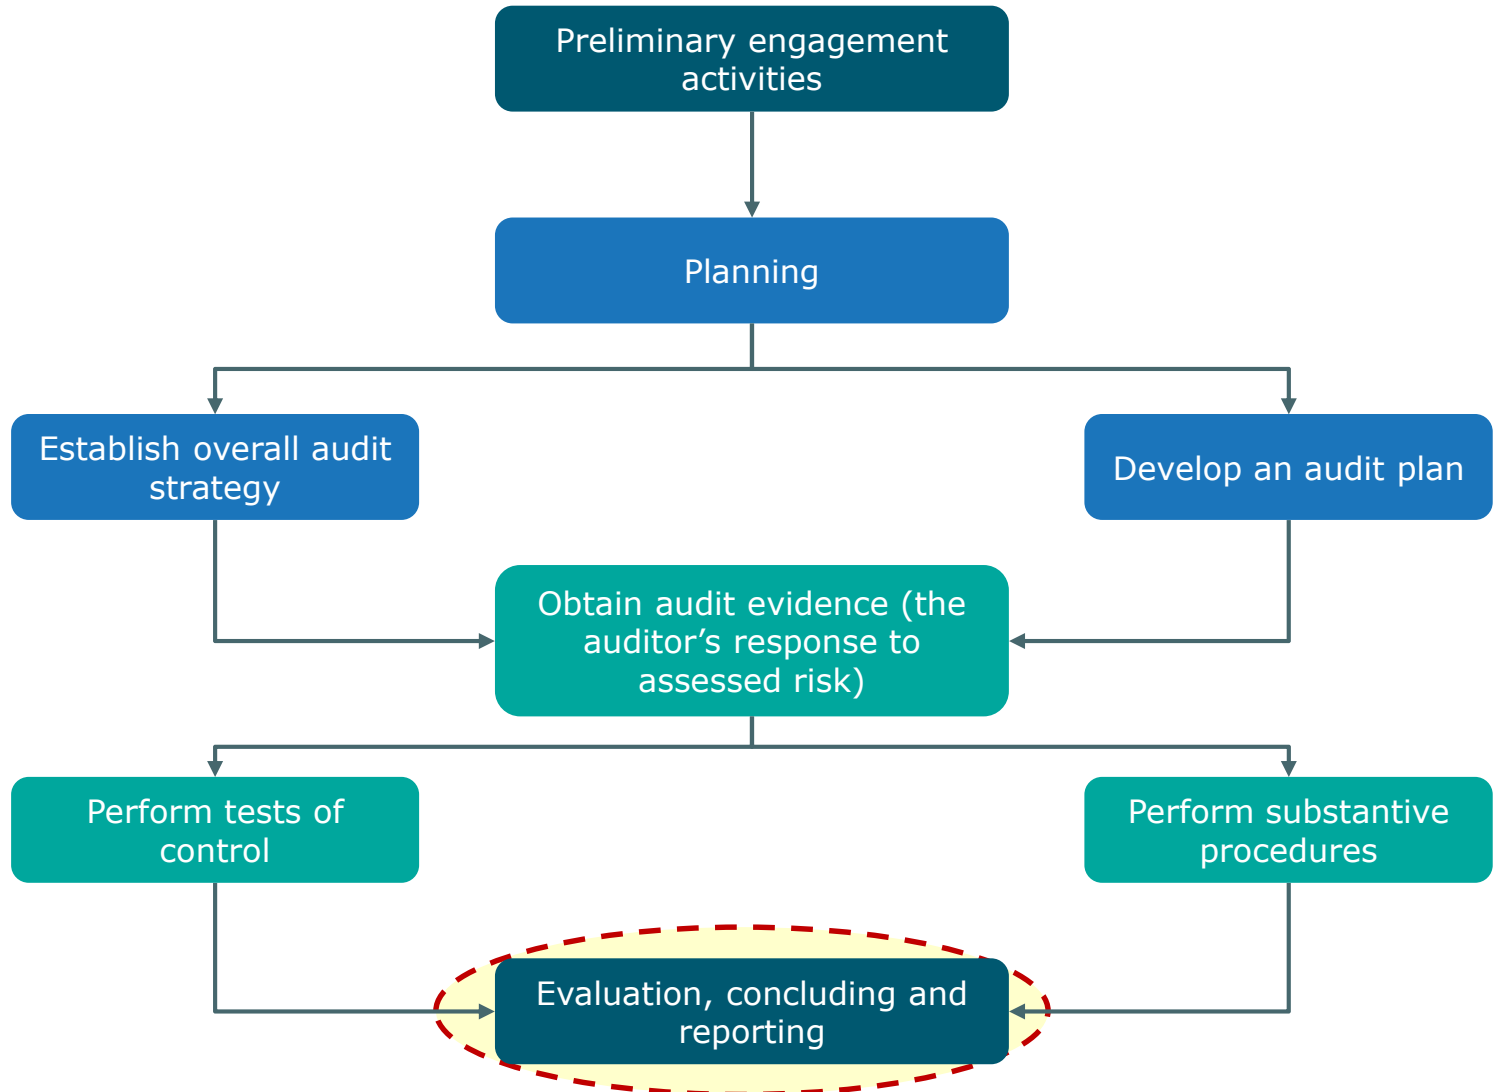 Preliminary engagement
activities
Planning
Establish overall audit
strategy
Develop an audit plan
Obtain audit evidence (the
auditor’s response to
assessed risk)
Perform tests of
control
Perform substantive
procedures
Evaluation, concluding and
reporting